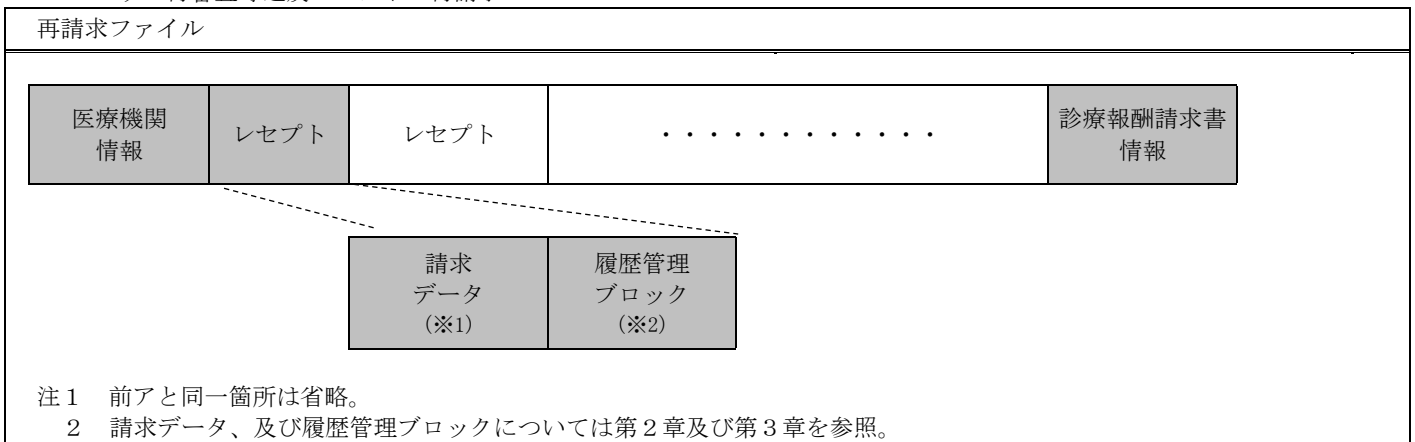 再請求ファイル
医療機関
情報
レセプト
レセプト
・・・・・・・・・・・・
診療報酬請求書
情報
請求
データ
(※1)
履歴管理
ブロック
(※2)
注１　前アと同一箇所は省略。
２　請求データ、及び履歴管理ブロックについては第２章及び第３章を参照。